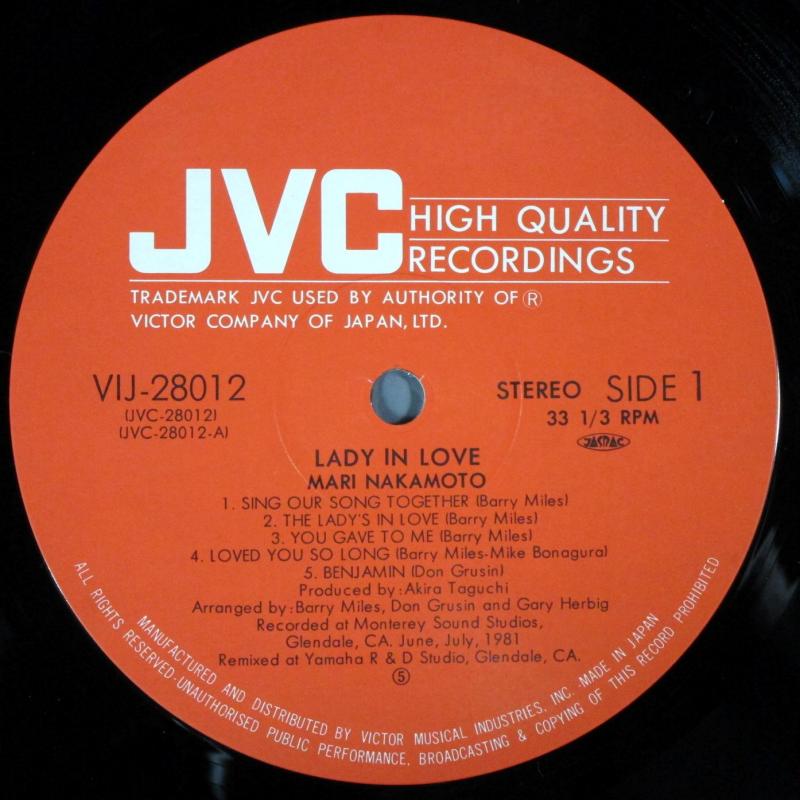 JVC
HIGH QUALITY
RECORDINGS
TRADEMARK JVC USED BY AUTHORITY OF ®
VICTOR COMPANY OF JAPAN, LTD.
VIJ-28012
(JVC-28012)
(JVC-28012-A)
STEREO SIDE 1
33 1/3 RPM
JASRAC
LADY IN LOVE
MARI NAKAMOTO
1. SING OUR SONG TOGETHER (Barry Miles)
2. THE LADY'S IN LOVE (Barry Miles)
3. YOU GAVE TO ME (Barry Miles)
4. LOVED YOU SO LONG (Barry Miles-Mike Bonagura)
5. BENJAMIN (Don Grusin)
Produced by: Akira Taguchi
Arranged by: Barry Miles, Don Grusin and Gary Herbig
Recorded at Monterey Sound Studios,
Glendale, CA. June, July, 1981
Remixed at Yamaha R & D Studio, Glendale, CA.
⑤
MANUFACTURED AND DISTRIBUTED BY VICTOR MUSICAL INDUSTRIES, INC. MADE IN JAPAN
ALL RIGHTS RESERVED-UNAUTHORISED PUBLIC PERFORMANCE, BROADCASTING & COPYING OF THIS RECORD PROHIBITED